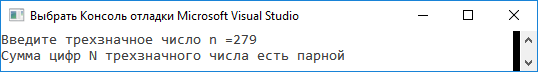 Выбрать Консоль отладки Microsoft Visual Studio
Введите трехзначное число n =279
Сумма цифр N трехзначного числа есть парной